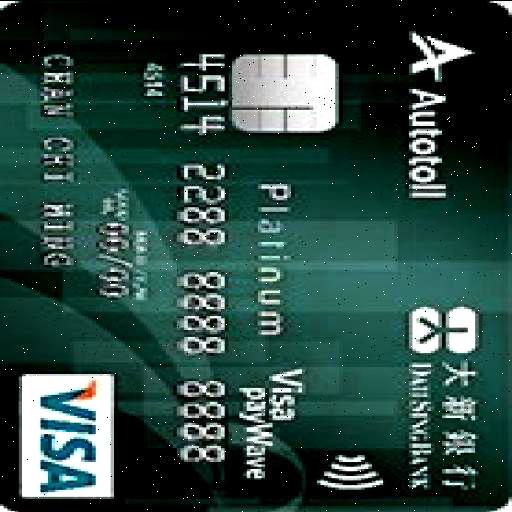 Autotoll
大新銀行
DAH SING BANK
Platinum
Visa
payWave
4514 2288 8888 8888
4514
00/00
CHAN CHI MING
VISA